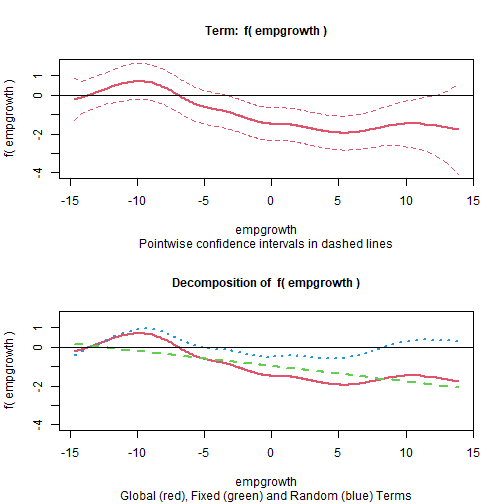 Term: f( empgrowth )
f( empgrowth )
1
0
-2
-4
-15 -10 -5 0 5 10 15
empgrowth
Pointwise confidence intervals in dashed lines
Decomposition of f( empgrowth )
f( empgrowth )
1
0
-2
-4
-15 -10 -5 0 5 10 15
empgrowth
Global (red), Fixed (green) and Random (blue) Terms